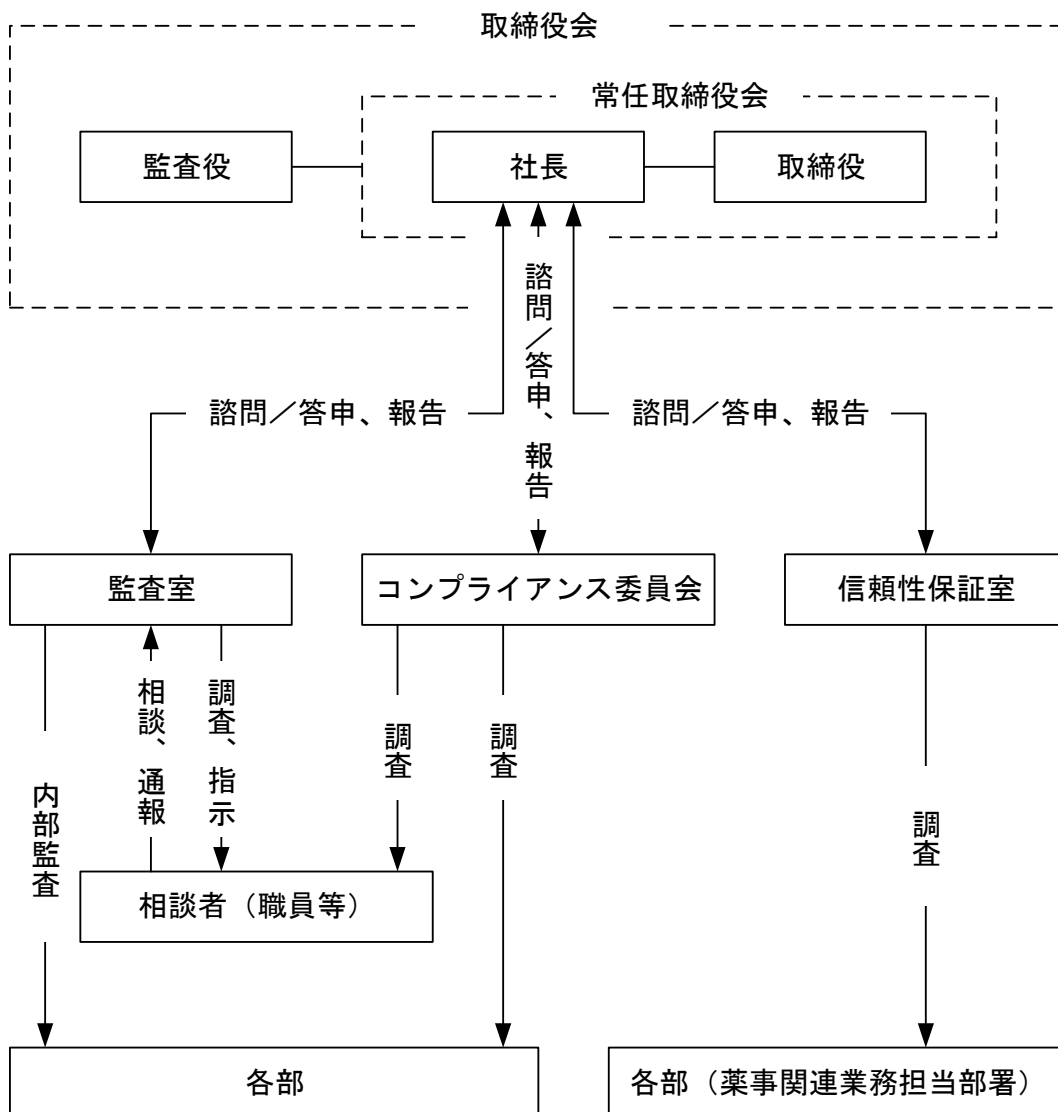 取締役会
常任取締役会
監査役
社長
取締役
諮問／答申、報告
諮問／答申、報告
諮問／答申、報告
監査室
コンプライアンス委員会
信頼性保証室
内部監査
相談、通報
調査、指示
調査
調査
調査
相談者（職員等）
各部
各部（薬事関連業務担当部署）